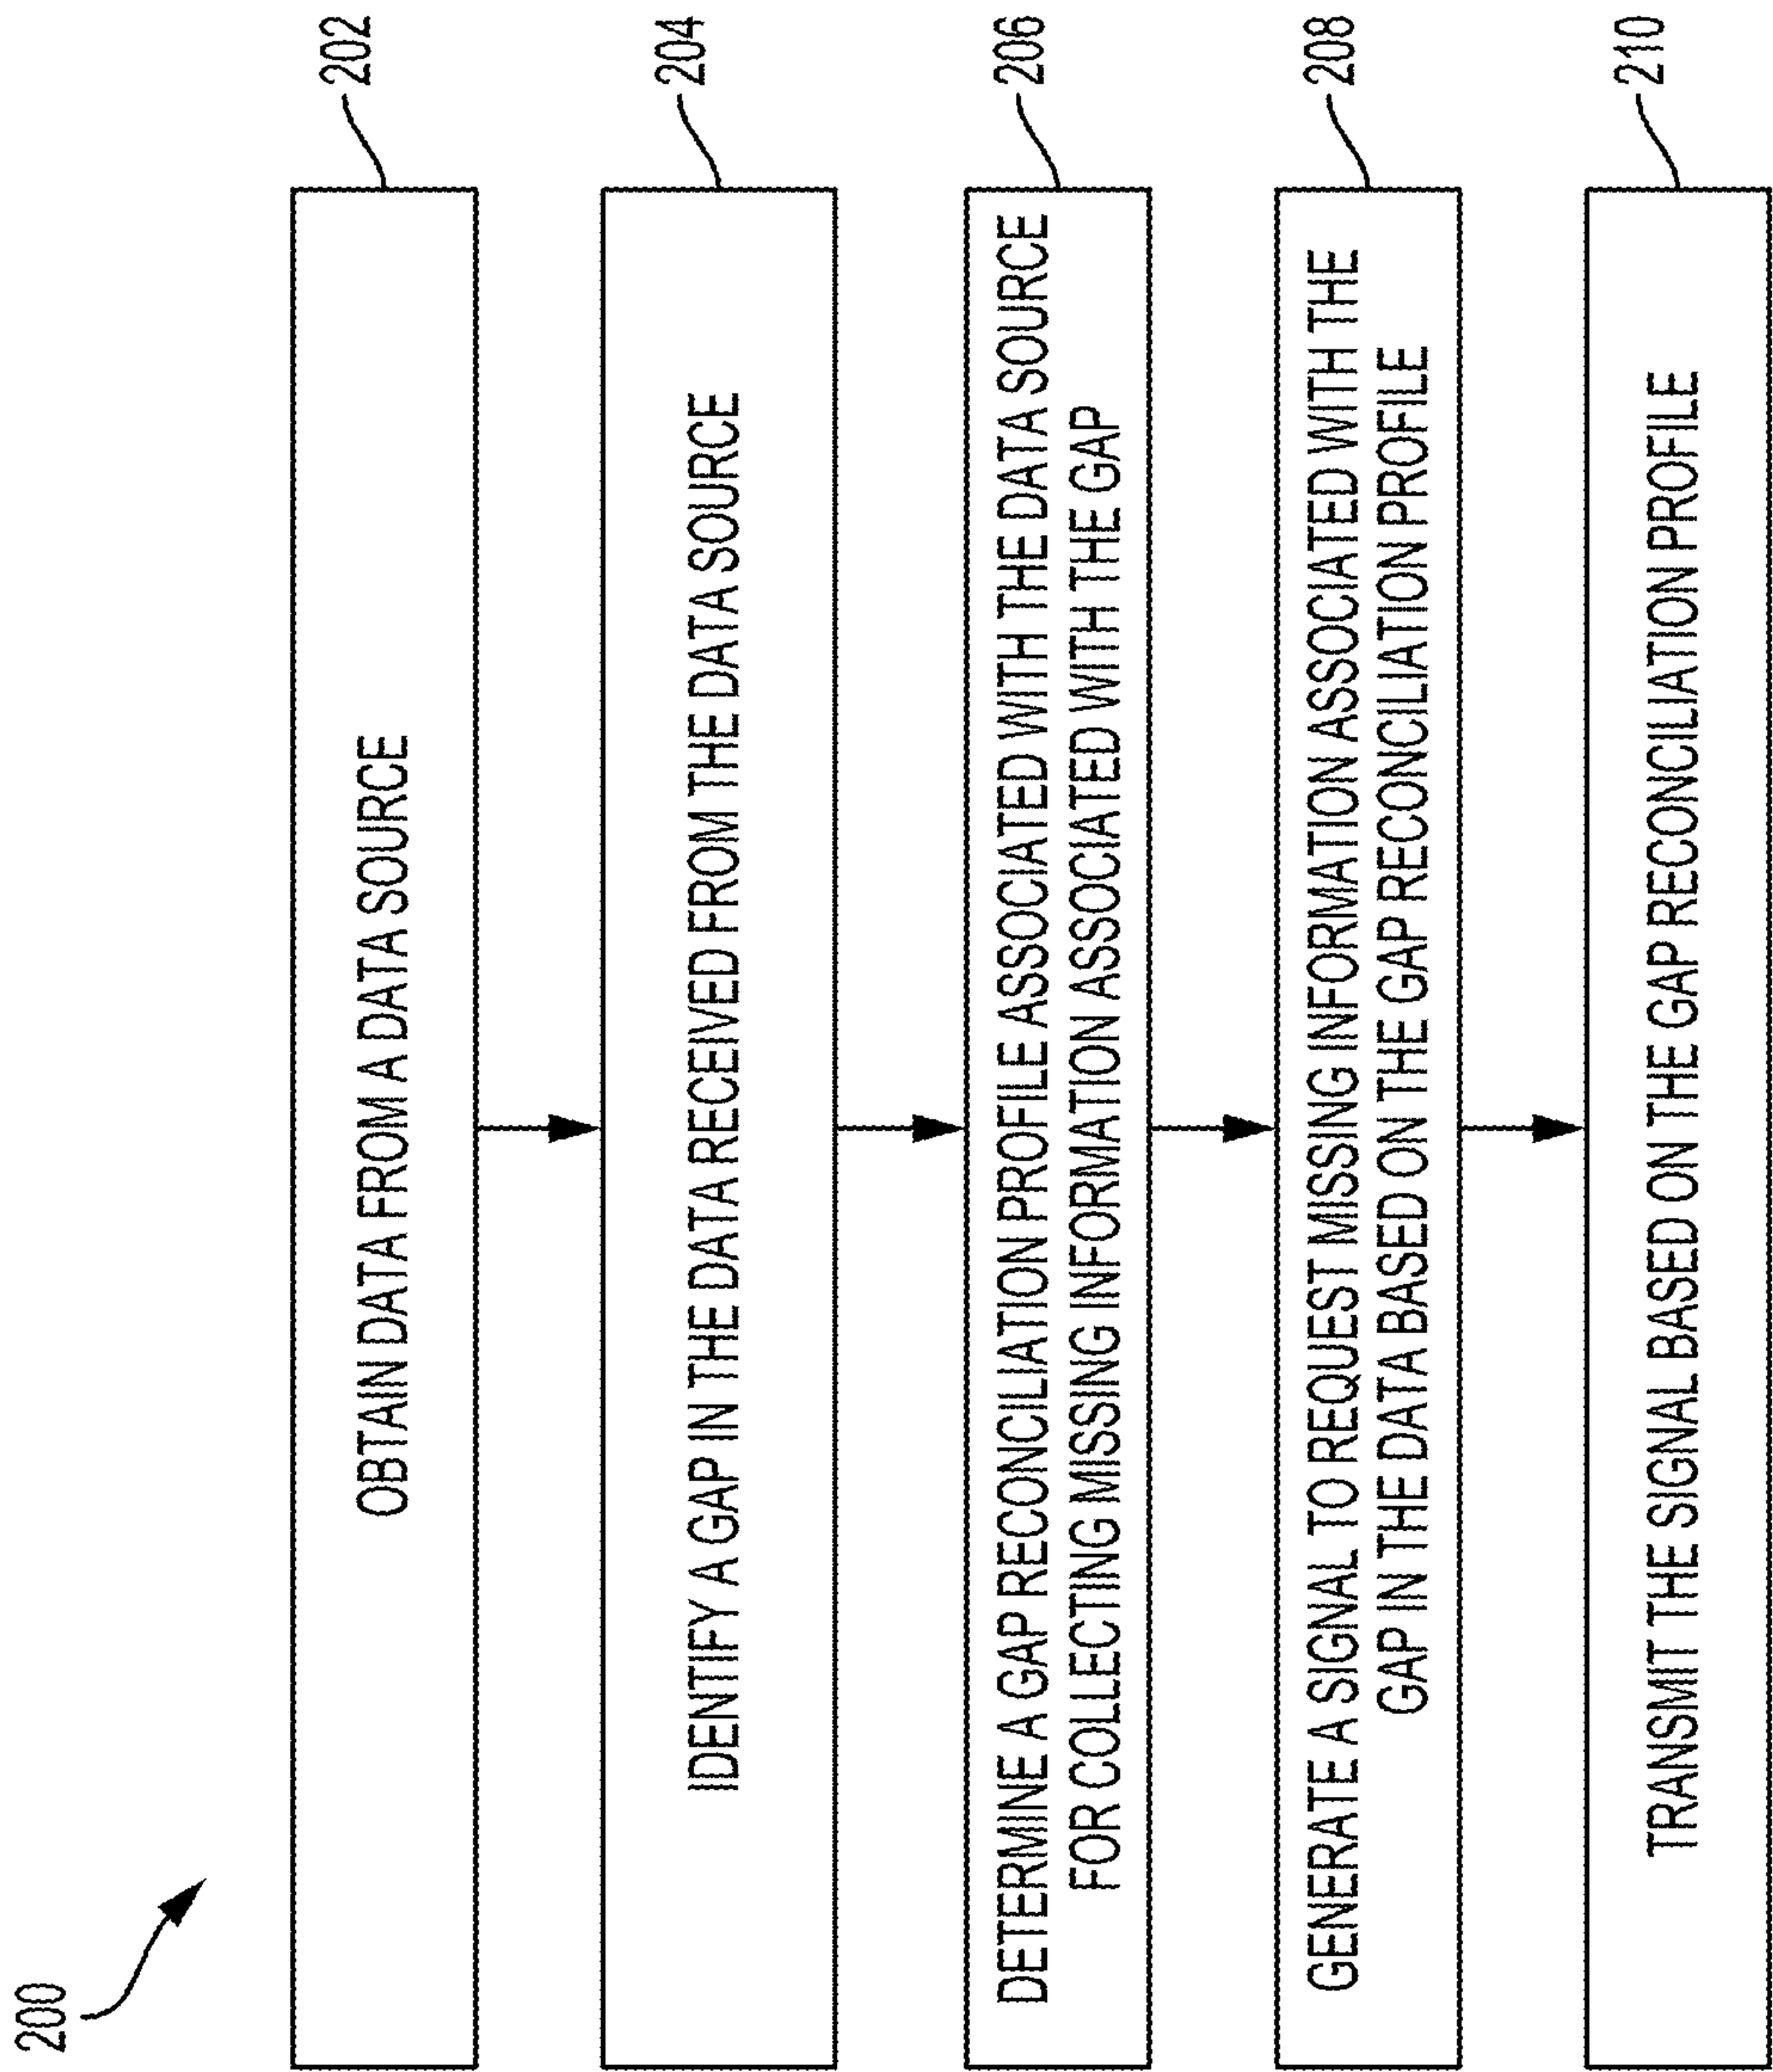 200
OBTAIN DATA FROM A DATA SOURCE
202
IDENTIFY A GAP IN THE DATA RECEIVED FROM THE DATA SOURCE
204
DETERMINE A GAP RECONCILIATION PROFILE ASSOCIATED WITH THE DATA SOURCE
FOR COLLECTING MISSING INFORMATION ASSOCIATED WITH THE GAP
206
GENERATE A SIGNAL TO REQUEST MISSING INFORMATION ASSOCIATED WITH THE
GAP IN THE DATA BASED ON THE GAP RECONCILIATION PROFILE
208
TRANSMIT THE SIGNAL BASED ON THE GAP RECONCILIATION PROFILE
210